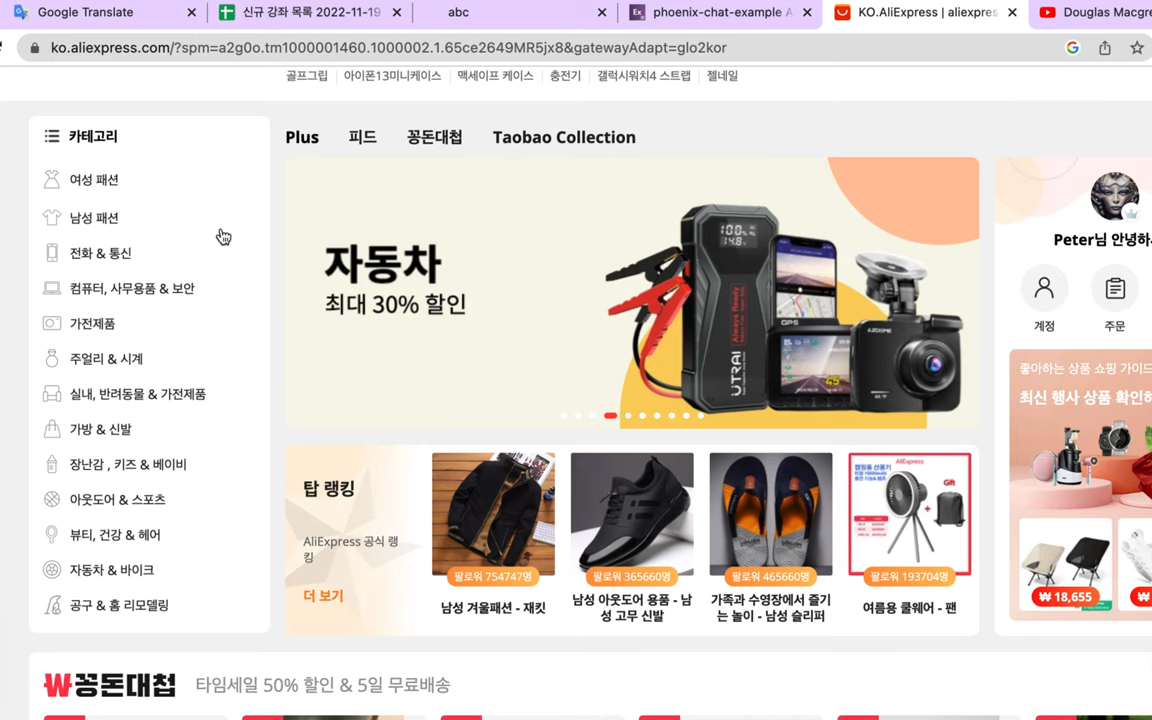 Google Translate
신규 강좌 목록 2022-11-19
abc
phoenix-chat-example
KO.AliExpress | aliexpres
Douglas Macgre
ko.aliexpress.com/?spm=a2g0o.tm1000001460.1000002.1.65ce2649MR5jx8&gatewayAdapt=glo2kor
골프그립 아이폰13미니케이스 맥세이프 케이스 충전기 갤럭시워치4 스트랩 젤네일
카테고리
여성 패션
남성 패션
전화 & 통신
컴퓨터, 사무용품 & 보안
가전제품
주얼리 & 시계
실내, 반려동물 & 가전제품
가방 & 신발
장난감 , 키즈 & 베이비
아웃도어 & 스포츠
뷰티, 건강 & 헤어
자동차 & 바이크
공구 & 홈 리모델링
Plus 피드 꽁돈대첩 Taobao Collection
자동차
최대 30% 할인
UTRAI
Always Ready
GPS
AZDOME
탑 랭킹
AliExpress 공식 랭
킹
더 보기
팔로워 754747명
남성 겨울패션 - 재킷
팔로워 365660명
남성 아웃도어 용품 - 남
성 고무 신발
팔로워 465660명
가족과 수영장에서 즐기
는 놀이 - 남성 슬리퍼
AliExpress
Gift
팔로워 193704명
여름용 쿨웨어 - 팬
Peter님 안녕하
계정
주문
좋아하는 상품 쇼핑 가이드
최신 행사 상품 확인하
₩ 18,655
₩
₩꽁돈대첩 타임세일 50% 할인 & 5일 무료배송